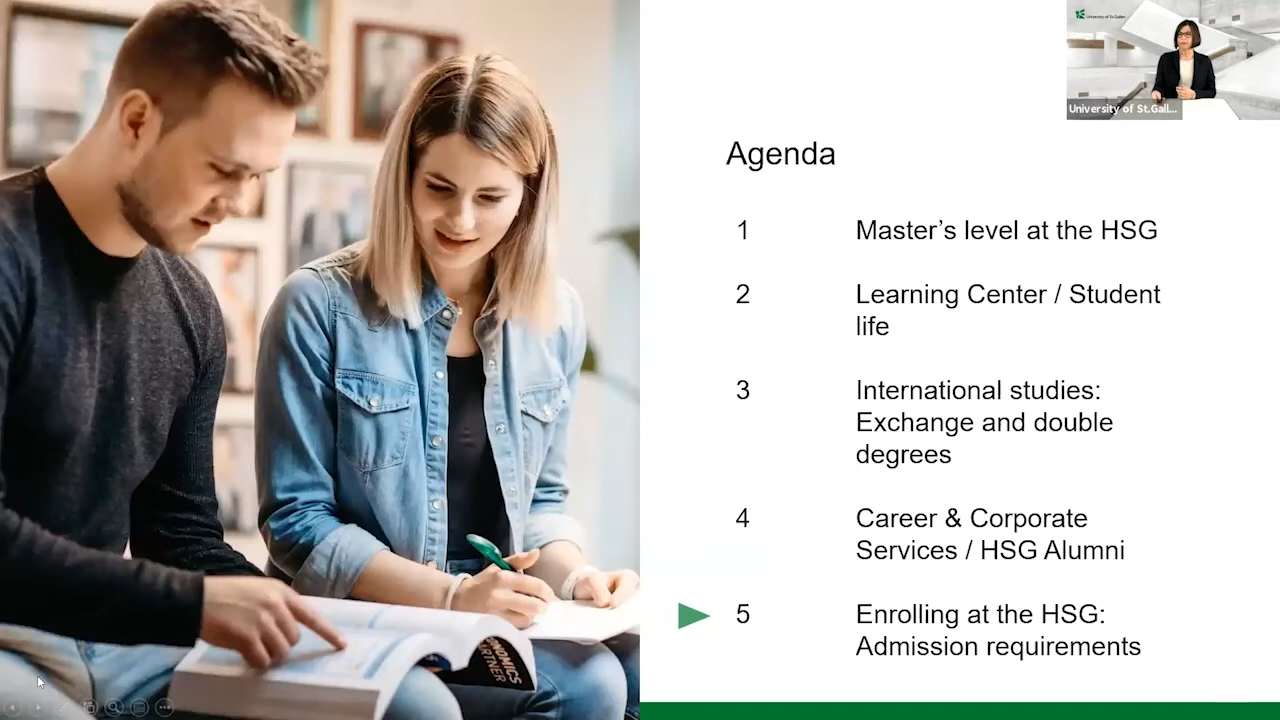 University of St.Gallen
University of St.Gall...
Agenda
1 Master’s level at the HSG
2 Learning Center / Student
life
3 International studies:
Exchange and double
degrees
4 Career & Corporate
Services / HSG Alumni
5 Enrolling at the HSG:
Admission requirements